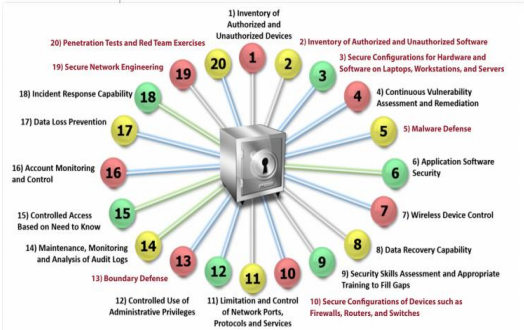 1) Inventory of
Authorized and
Unauthorized Devices
2) Inventory of Authorized and Unauthorized Software
3) Secure Configurations for Hardware and
Software on Laptops, Workstations, and Servers
4) Continuous Vulnerability
Assessment and Remediation
5) Malware Defense
6) Application Software
Security
7) Wireless Device Control
8) Data Recovery Capability
9) Security Skills Assessment and Appropriate
Training to Fill Gaps
10) Secure Configurations of Devices such as
Firewalls, Routers, and Switches
11) Limitation and Control
of Network Ports,
Protocols and Services
12) Controlled Use of
Administrative Privileges
13) Boundary Defense
14) Maintenance, Monitoring
and Analysis of Audit Logs
15) Controlled Access
Based on Need to Know
16) Account Monitoring
and Control
17) Data Loss Prevention
18) Incident Response Capability
19) Secure Network Engineering
20) Penetration Tests and Red Team Exercises
1
2
3
4
5
6
7
8
9
10
11
12
13
14
15
16
17
18
19
20